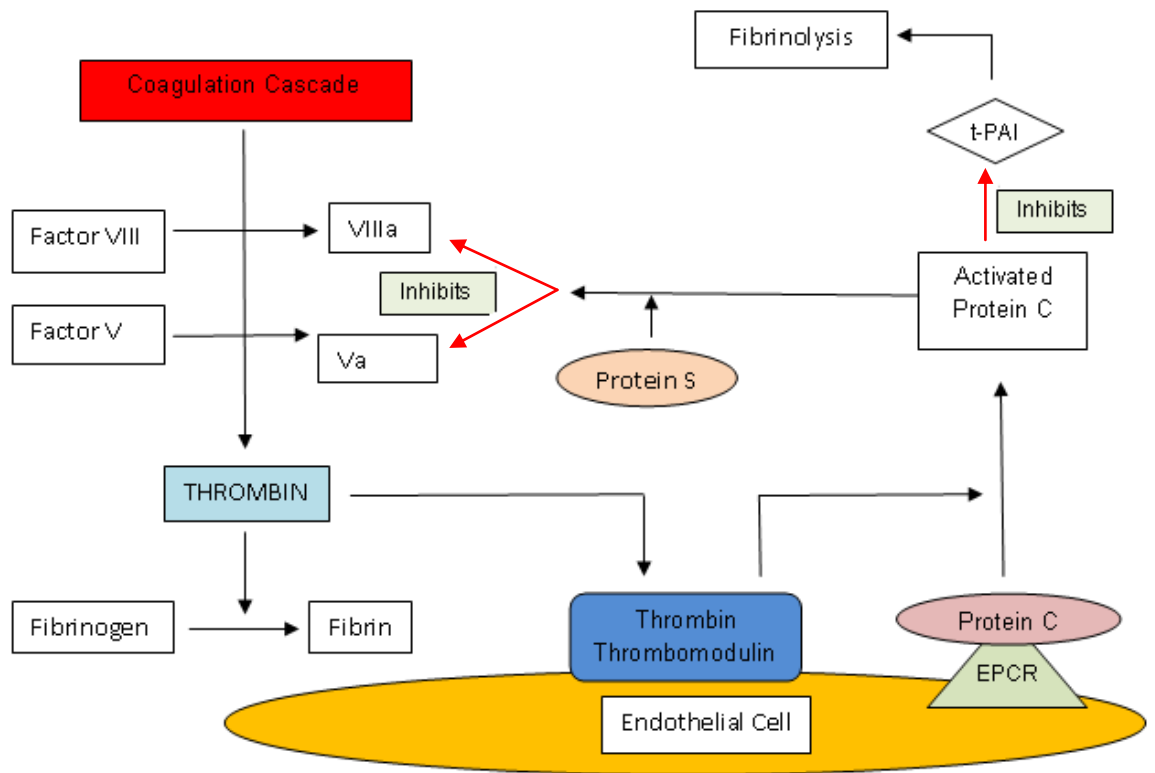 Fibrinolysis
Coagulation Cascade
t-PAI
Inhibits
Factor VIII
VIIIa
Inhibits
Activated
Protein C
Factor V
Va
Protein S
THROMBIN
Fibrinogen
Fibrin
Thrombin
Thrombomodulin
Protein C
EPCR
Endothelial Cell